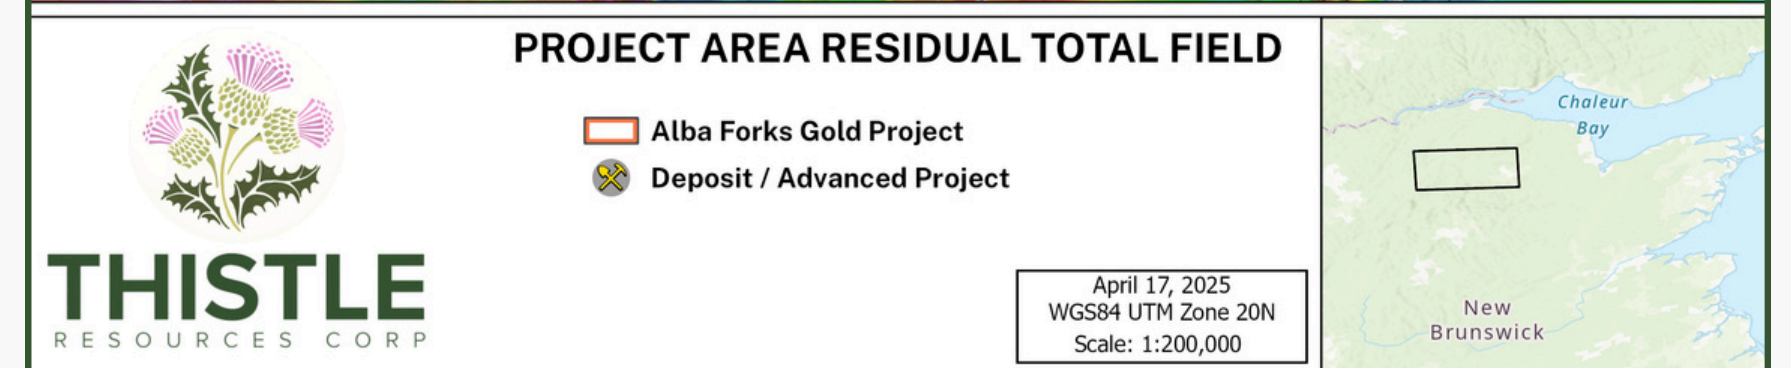 PROJECT AREA RESIDUAL TOTAL FIELD
Alba Forks Gold Project
Deposit / Advanced Project
THISTLE
RESOURCES CORP
April 17, 2025
WGS84 UTM Zone 20N
Scale: 1:200,000
Chaleur
Bay
New
Brunswick